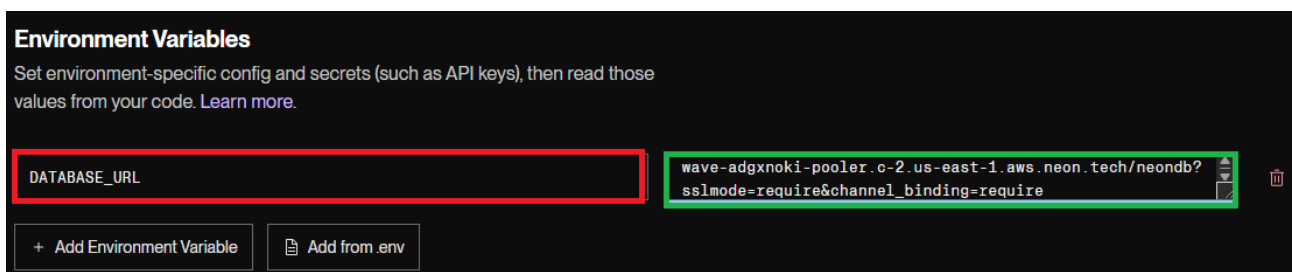 Environment Variables
Set environment-specific config and secrets (such as API keys), then read those
values from your code. Learn more.
DATABASE_URL
wave-adgxnoki-pooler.c-2.us-east-1.aws.neon.tech/neondb?
sslmode=require&channel_binding=require
+ Add Environment Variable
Add from .env